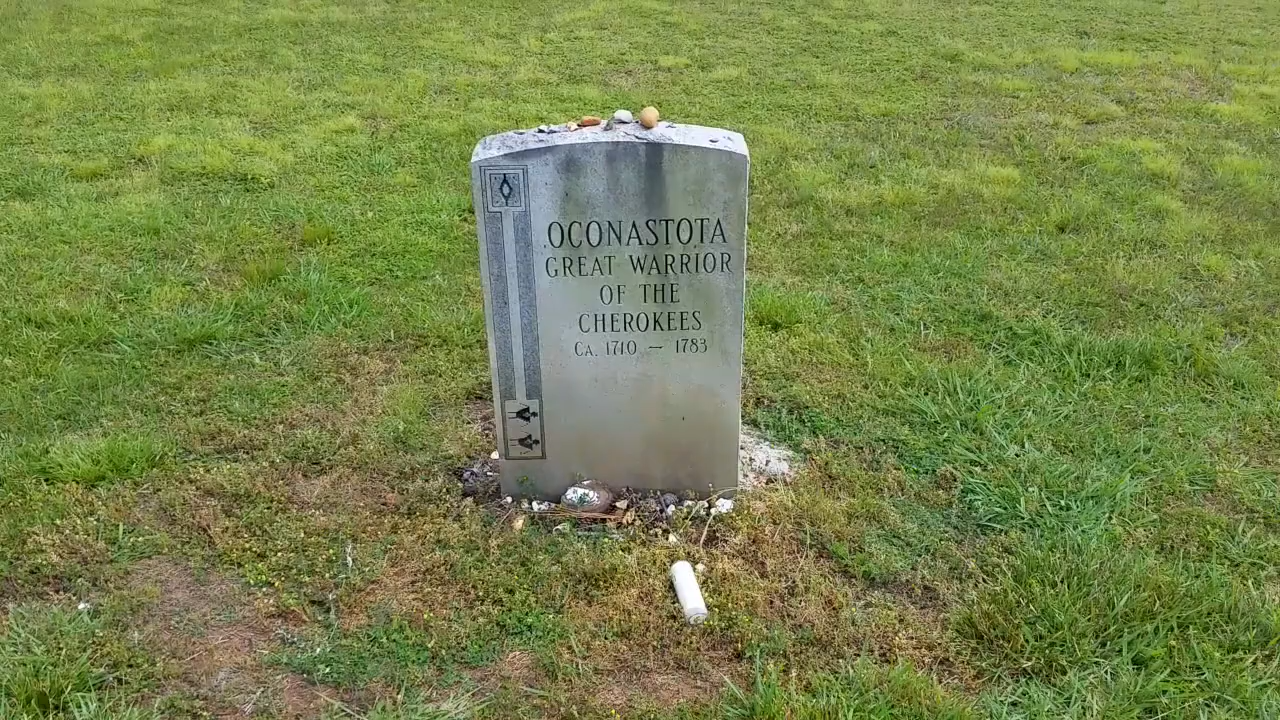 OCONASTOTA
GREAT WARRIOR
OF THE
CHEROKEES
CA. 1710 — 1783